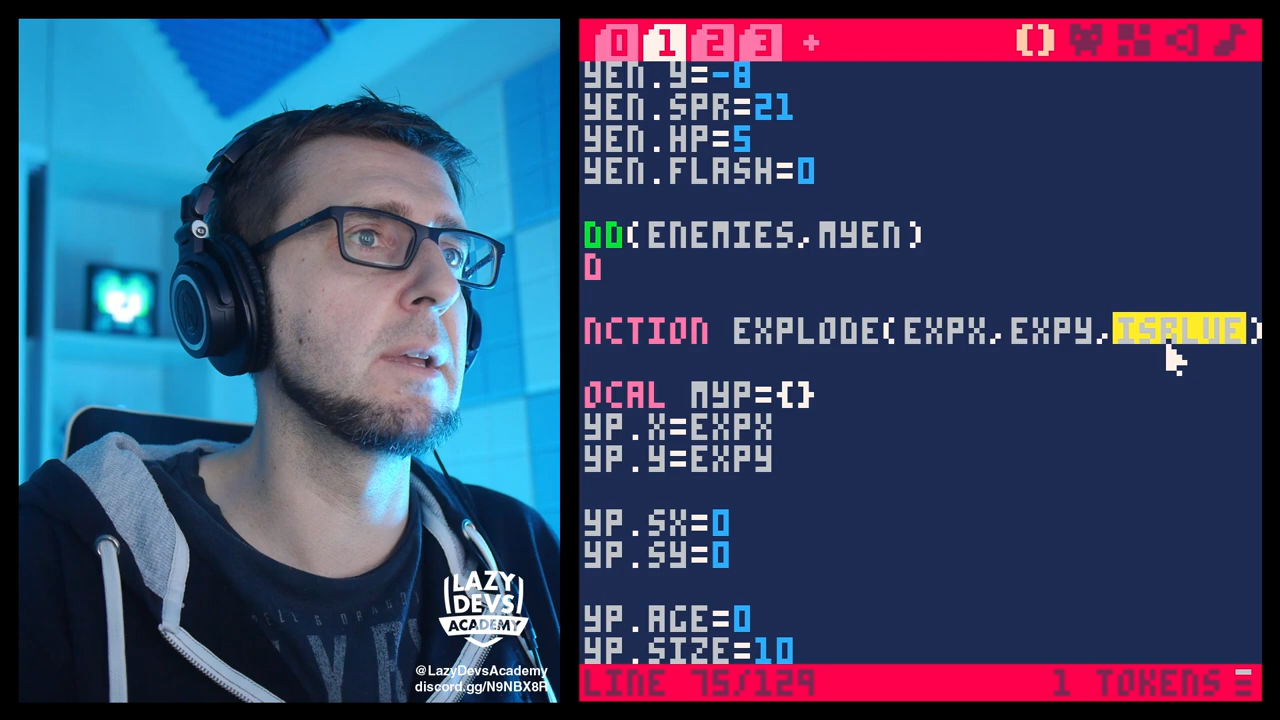 0 1 2 3 +
YEN.Y=-8
YEN.SPR=21
YEN.HP=5
YEN.FLASH=0
DD(ENEMIES,MYEN)
D
NCTION EXPLODE(EXPX,EXPY,ISBLUE)
OCAL MYP={}
YP.X=EXPX
YP.Y=EXPY
YP.SX=0
YP.SY=0
YP.AGE=0
YP.SIZE=10
LINE 75/129 1 TOKENS
LAZY
DEVS
ACADEMY
@LazyDevsAcademy
discord.gg/N9NBX8R